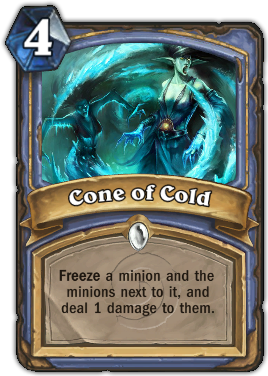 4
Cone of Cold
Freeze a minion and the
minions next to it, and
deal 1 damage to them.